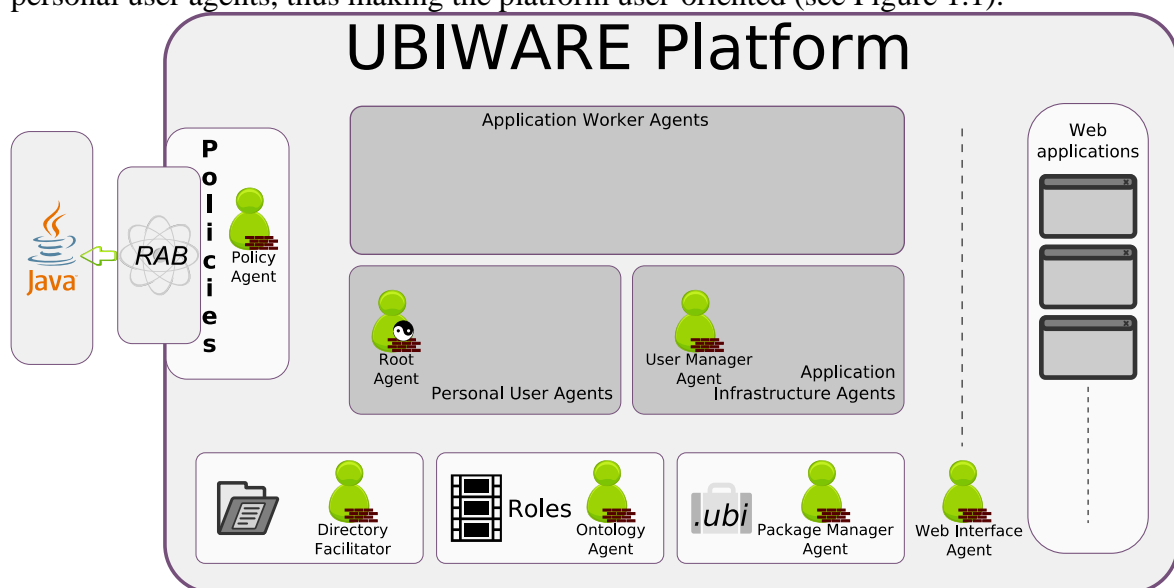 personal user agents, thus making the platform user-oriented (see Figure 1.1).
UBIWARE Platform
Application Worker Agents
Web
applications
Policies
Policy
Agent
RAB
Java
Root
Agent
Personal User Agents
User Manager
Agent
Application
Infrastructure Agents
Directory
Facilitator
Roles
Ontology
Agent
.ubi
Package Manager
Agent
Web Interface
Agent